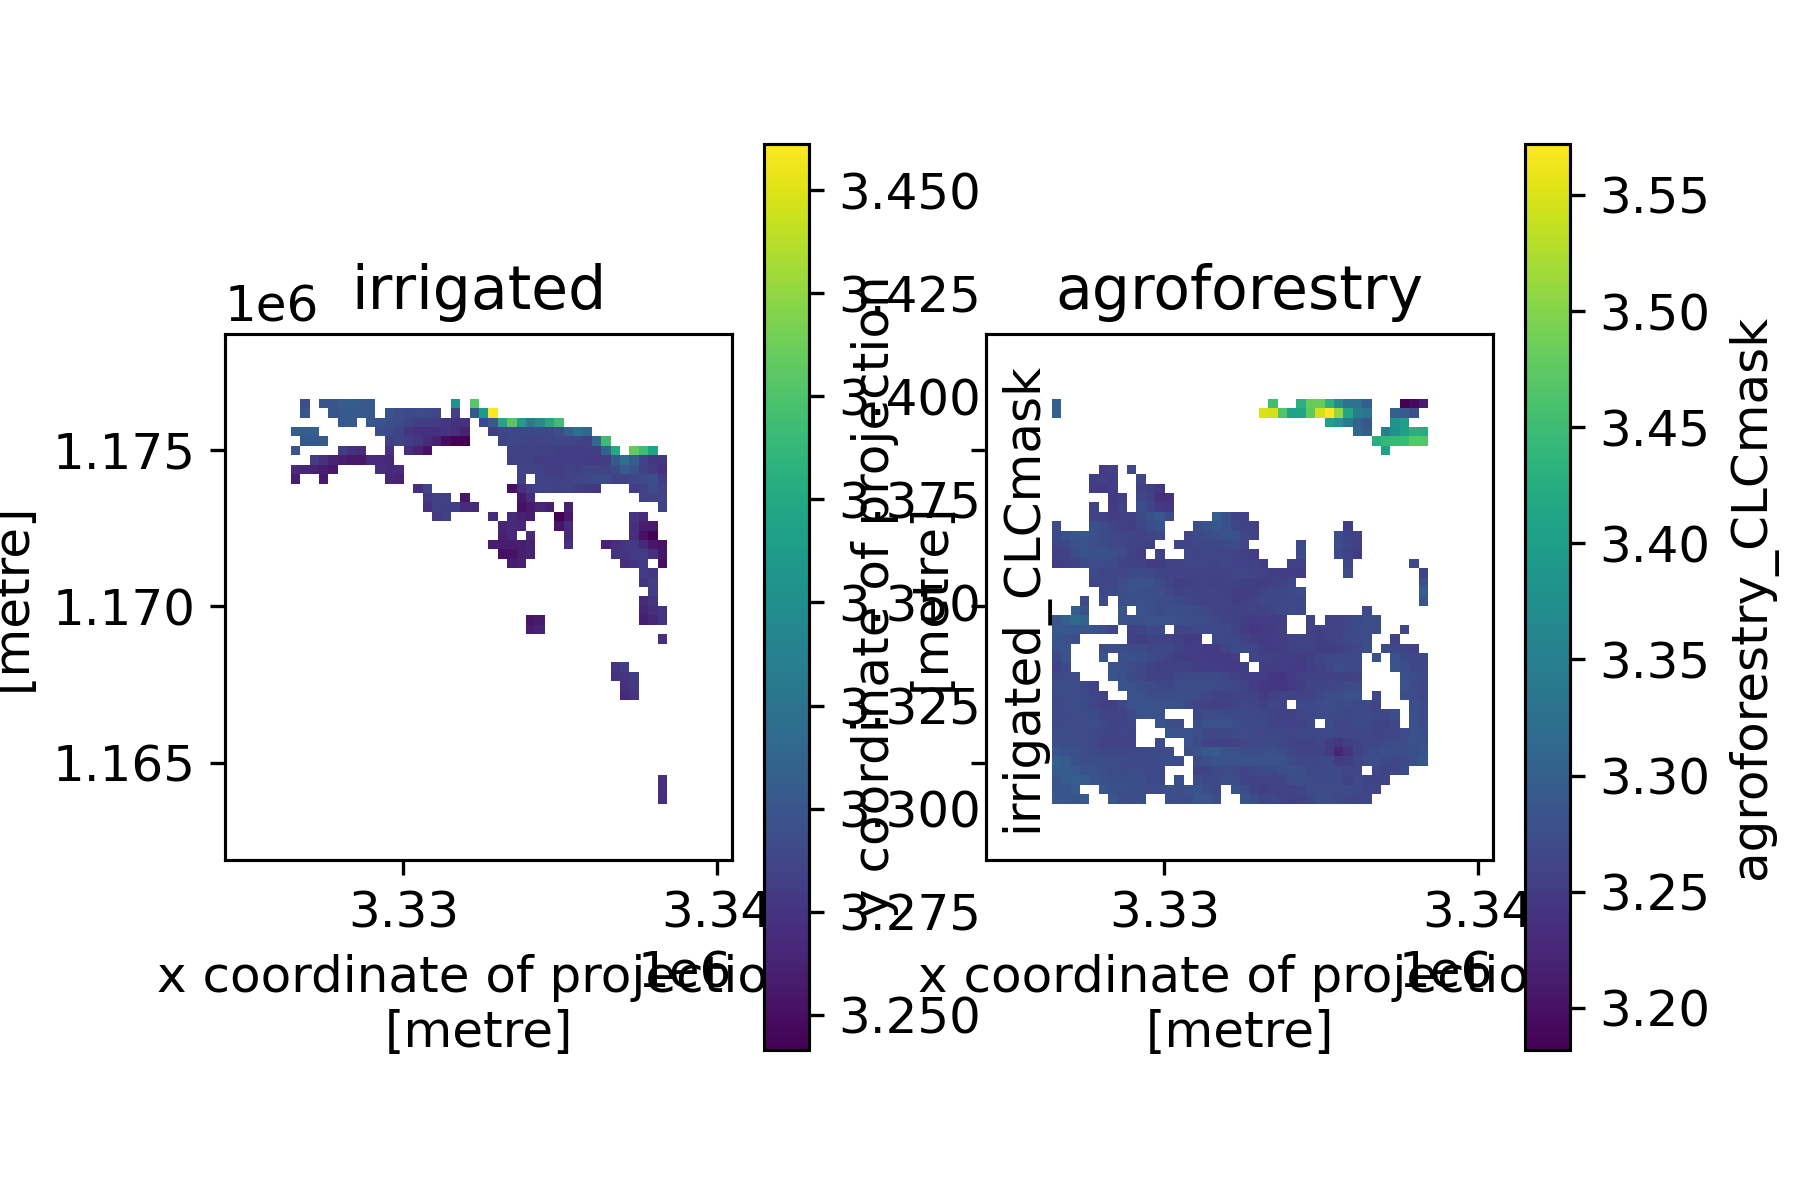 irrigated
1e6
1.175
1.170
1.165
[metre]
3.33
3.34
1e6
x coordinate of projectio
[metre]
3.450
3.425
3.400
3.375
3.350
3.325
3.300
3.275
3.250
irrigated_CLCmask
agroforestry
y coordinate of projection
[metre]
3.33
3.34
1e6
x coordinate of projectio
[metre]
3.55
3.50
3.45
3.40
3.35
3.30
3.25
3.20
agroforestry_CLCmask